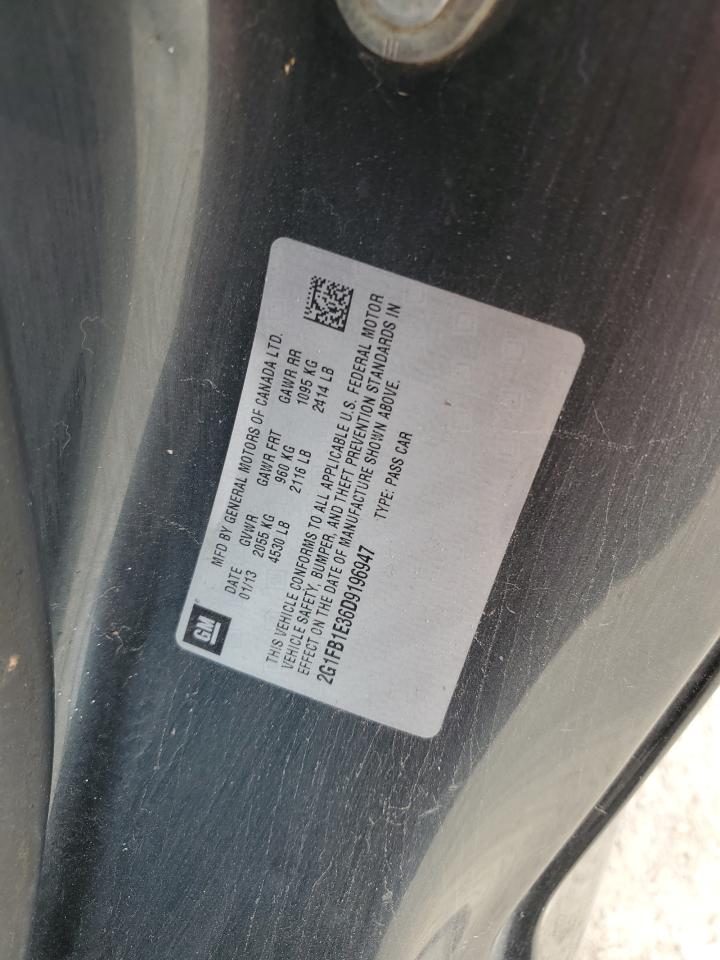 GM
MFD BY GENERAL MOTORS OF CANADA LTD.
DATE GVWR GAWR FRT GAWR RR
01/13 2055 KG 960 KG 1095 KG
4530 LB 2116 LB 2414 LB
THIS VEHICLE CONFORMS TO ALL APPLICABLE U.S. FEDERAL MOTOR
VEHICLE SAFETY, BUMPER, AND THEFT PREVENTION STANDARDS IN
EFFECT ON THE DATE OF MANUFACTURE SHOWN ABOVE.
2G1FB1E36D9196947 TYPE: PASS CAR